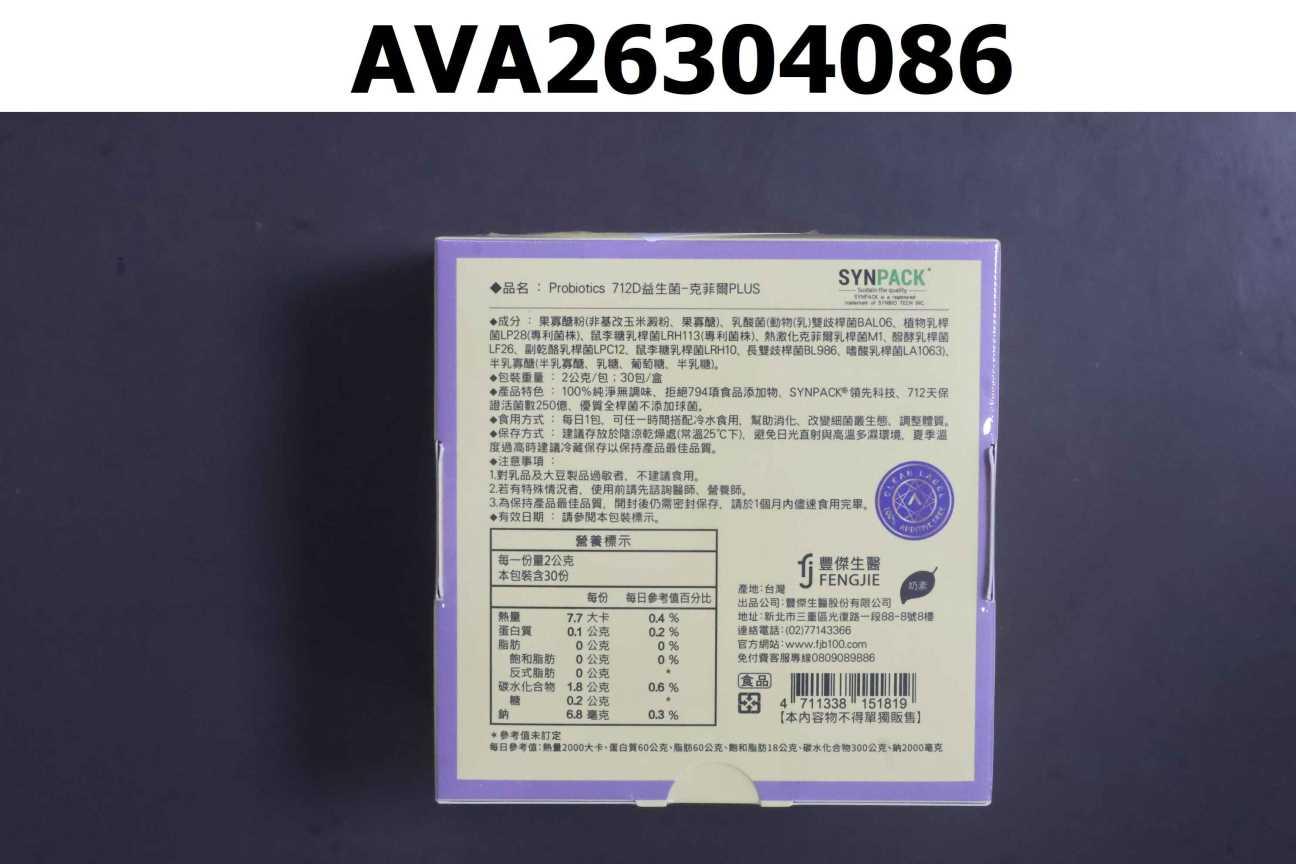 AVA26304086
◆品名：Probiotics 712D益生菌-克菲爾PLUS
SYNPACK
Sustain the quality
SYNPACK is a registered
trademark of SYNBIO TECH INC.
◆成分：果寡醣粉(非基改玉米澱粉、果寡醣)、乳酸菌(動物(乳)雙歧桿菌BAL06、植物乳桿
菌LP28(專利菌株)、鼠李糖乳桿菌LRH113(專利菌株)、熱激化克菲爾乳桿菌M1、醱酵乳桿菌
LF26、副乾酪乳桿菌LPC12、鼠李糖乳桿菌LRH10、長雙歧桿菌BL986、嗜酸乳桿菌LA1063)、
半乳寡醣(半乳寡醣、乳糖、葡萄糖、半乳糖)。
◆包裝重量：2公克/包；30包/盒
◆產品特色：100%純淨無調味、拒絕794項食品添加物、SYNPACK®領先科技、712天保
證活菌數250億、優質全桿菌不添加球菌。
◆食用方式：每日1包，可任一時間搭配冷水食用，幫助消化、改變細菌叢生態、調整體質。
◆保存方式：建議存放於陰涼乾燥處(常溫25℃下)，避免日光直射與高溫多濕環境，夏季溫
度過高時建議冷藏保存以保持產品最佳品質。
◆注意事項：
1.對乳品及大豆製品過敏者，不建議食用。
2.若有特殊情況者，使用前請先諮詢醫師、營養師。
3.為保持產品最佳品質，開封後仍需密封保存，請於1個月內儘速食用完畢。
◆有效日期：請參閱本包裝標示。
CLEAN LABEL
100% ADDITIVE FREE
營養標示
每一份量2公克
本包裝含30份
每份 每日參考值百分比
熱量 7.7 大卡 0.4 %
蛋白質 0.1 公克 0.2 %
脂肪 0 公克 0 %
飽和脂肪 0 公克 0 %
反式脂肪 0 公克 *
碳水化合物 1.8 公克 0.6 %
糖 0.2 公克 *
鈉 6.8 毫克 0.3 %
*參考值未訂定
每日參考值：熱量2000大卡、蛋白質60公克、脂肪60公克、飽和脂肪18公克、碳水化合物300公克、鈉2000毫克
fj 豐傑生醫
FENGJIE
奶素
產地：台灣
出品公司：豐傑生醫股份有限公司
地址：新北市三重區光復路一段88-8號8樓
連絡電話：(02)77143366
官方網站：www.fjb100.com
免付費客服專線0809089886
食品
4 711338 151819
【本內容物不得單獨販售】